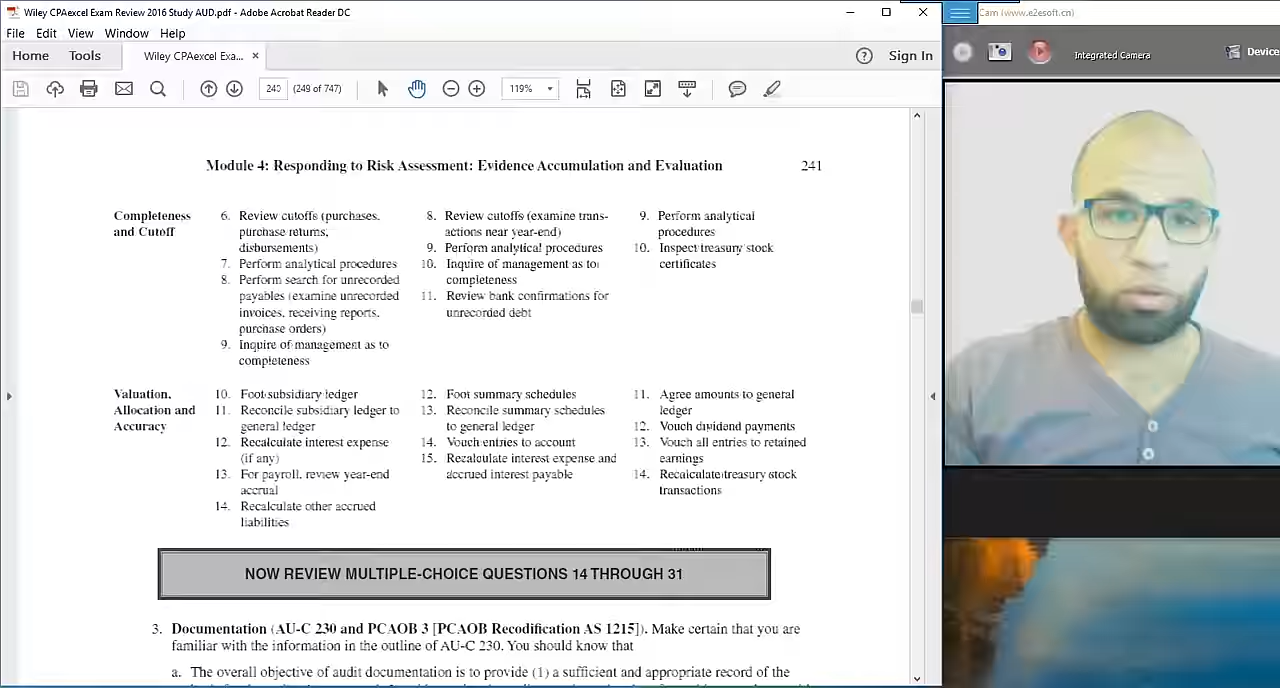 Wiley CPAexcel Exam Review 2016 Study AUD.pdf - Adobe Acrobat Reader DC
Cam (www.e2esoft.cn)
File Edit View Window Help
Home Tools Wiley CPAexcel Exa... × Sign In
Integrated Camera Device
240 (249 of 747) 119%
Module 4: Responding to Risk Assessment: Evidence Accumulation and Evaluation 241
Completeness and Cutoff
6. Review cutoffs (purchases,
purchase returns,
disbursements)
7. Perform analytical procedures
8. Perform search for unrecorded
payables (examine unrecorded
invoices, receiving reports,
purchase orders)
9. Inquire of management as to
completeness
8. Review cutoffs (examine trans-
actions near year-end)
9. Perform analytical procedures
10. Inquire of management as to
completeness
11. Review bank confirmations for
unrecorded debt
9. Perform analytical
procedures
10. Inspect treasury stock
certificates
Valuation,
Allocation and
Accuracy
10. Foot subsidiary ledger
11. Reconcile subsidiary ledger to
general ledger
12. Recalculate interest expense
(if any)
13. For payroll, review year-end
accrual
14. Recalculate other accrued
liabilities
12. Foot summary schedules
13. Reconcile summary schedules
to general ledger
14. Vouch entries to account
15. Recalculate interest expense and
accrued interest payable
11. Agree amounts to general
ledger
12. Vouch dividend payments
13. Vouch all entries to retained
earnings
14. Recalculate treasury stock
transactions
NOW REVIEW MULTIPLE-CHOICE QUESTIONS 14 THROUGH 31
3. Documentation (AU-C 230 and PCAOB 3 [PCAOB Recodification AS 1215]). Make certain that you are
familiar with the information in the outline of AU-C 230. You should know that
a. The overall objective of audit documentation is to provide (1) a sufficient and appropriate record of the